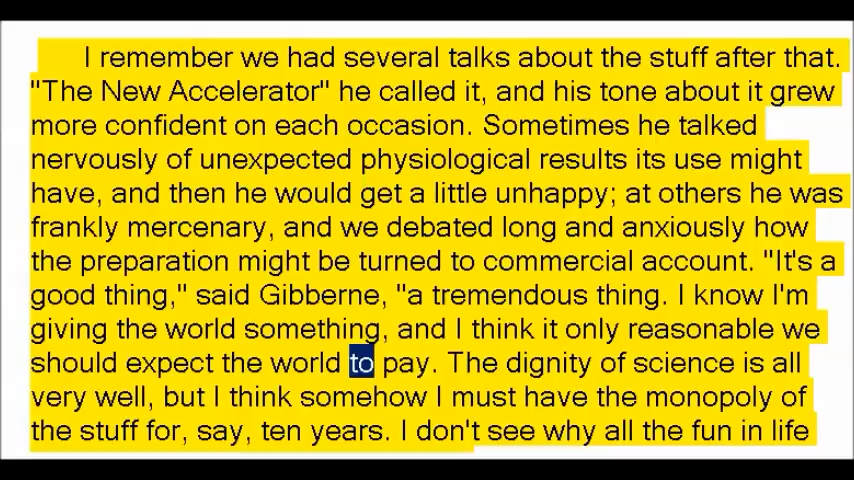 I remember we had several talks about the stuff after that.
"The New Accelerator" he called it, and his tone about it grew
more confident on each occasion. Sometimes he talked
nervously of unexpected physiological results its use might
have, and then he would get a little unhappy; at others he was
frankly mercenary, and we debated long and anxiously how
the preparation might be turned to commercial account. "It's a
good thing," said Gibberne, "a tremendous thing. I know I'm
giving the world something, and I think it only reasonable we
should expect the world to pay. The dignity of science is all
very well, but I think somehow I must have the monopoly of
the stuff for, say, ten years. I don't see why all the fun in life